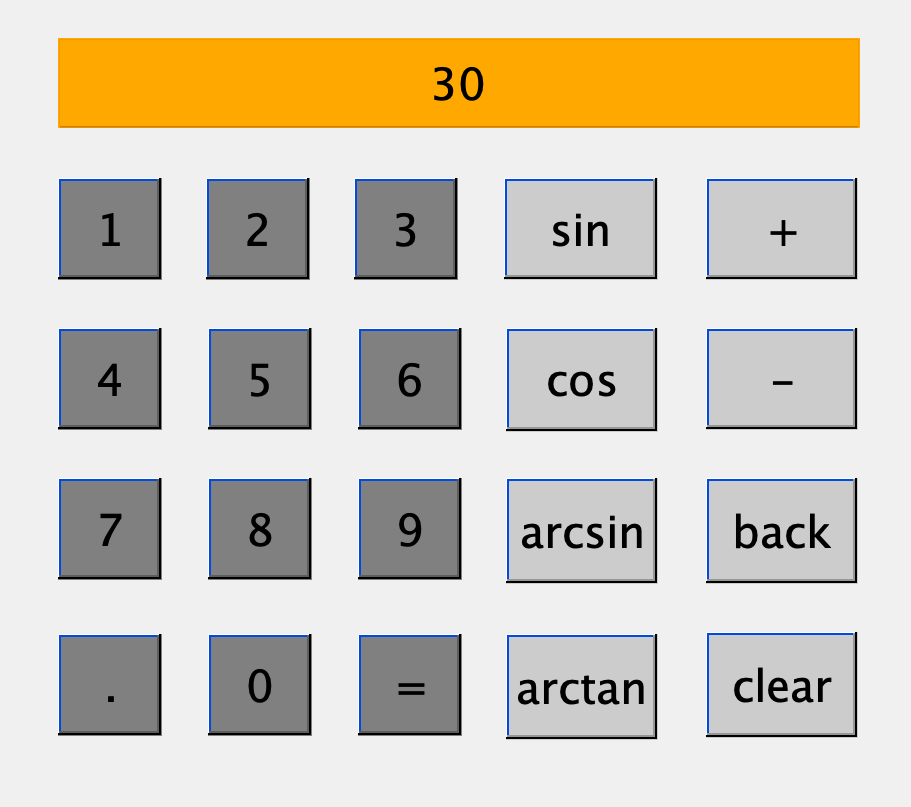 30
1 2 3 sin +
4 5 6 cos –
7 8 9 arcsin back
. 0 = arctan clear